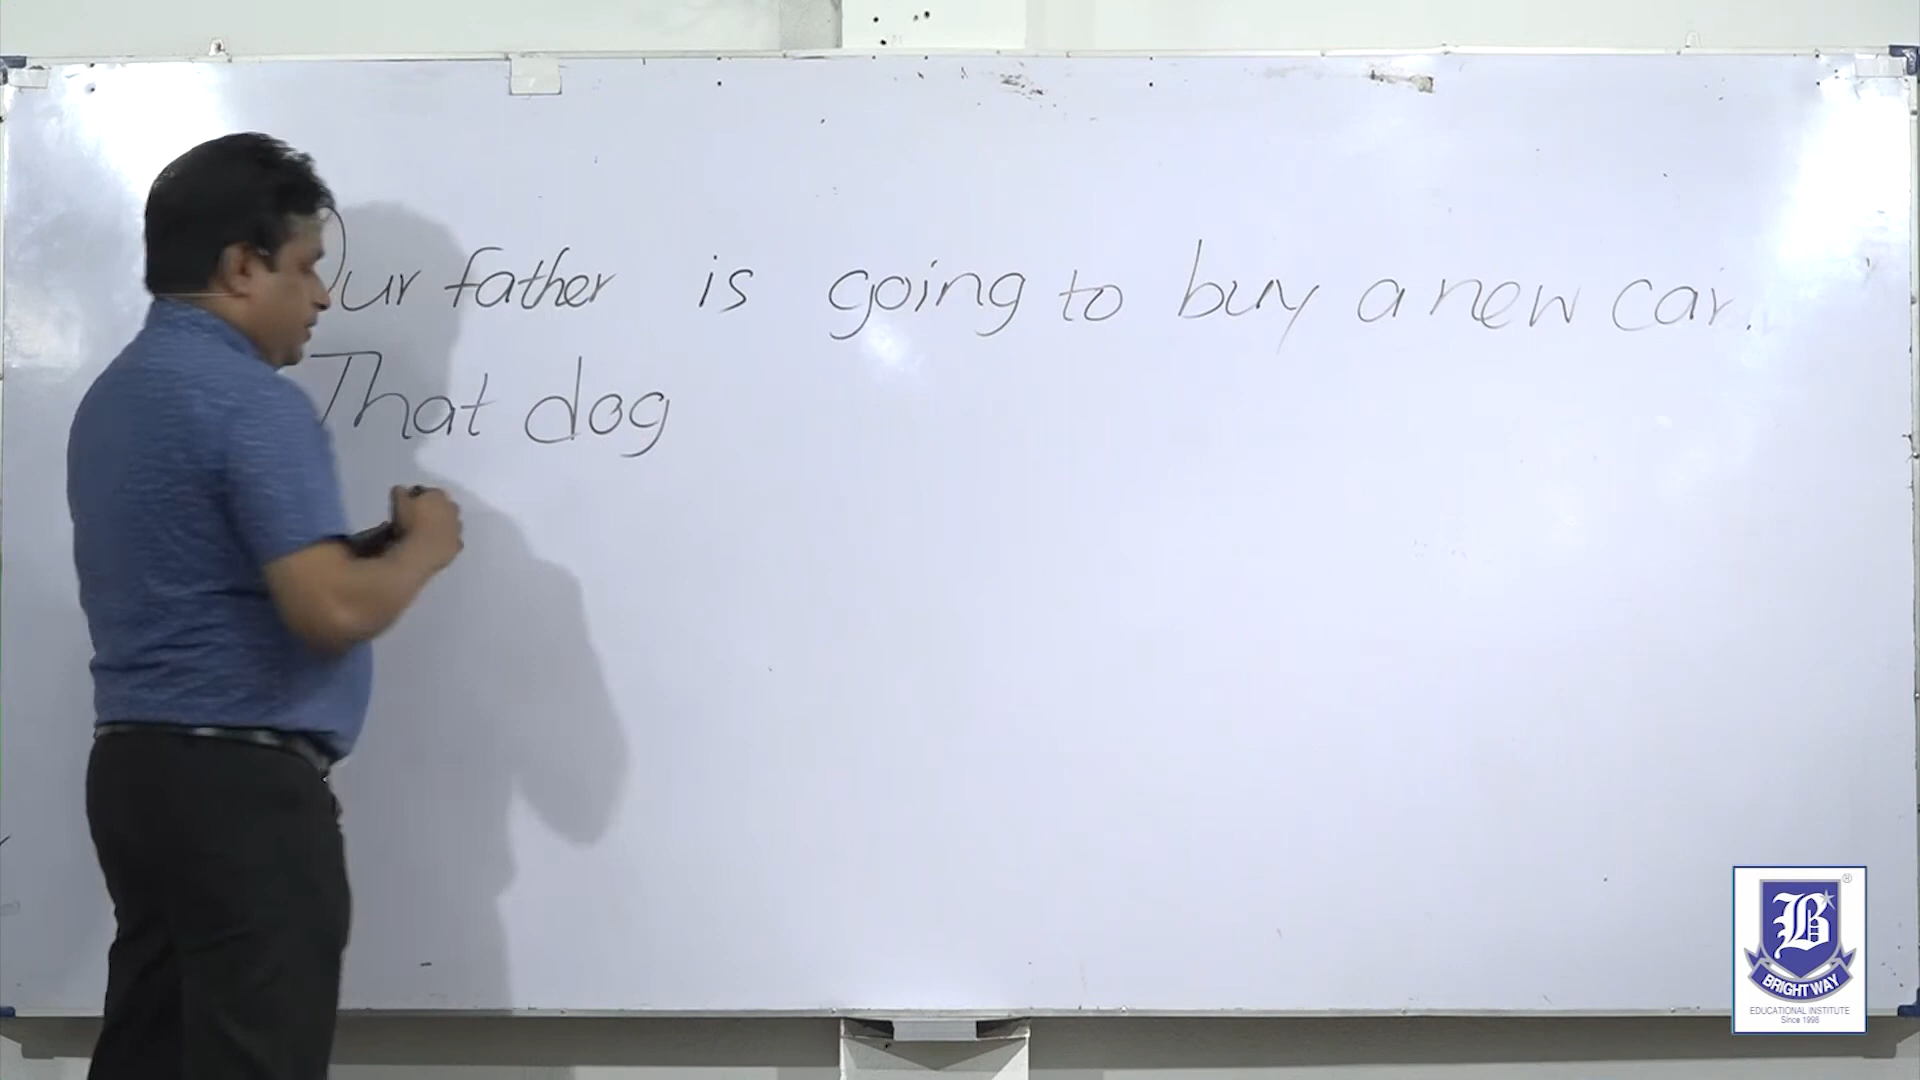 Our father is going to buy a new car.
That dog
B
BRIGHT WAY
EDUCATIONAL INSTITUTE
Since 1998
®